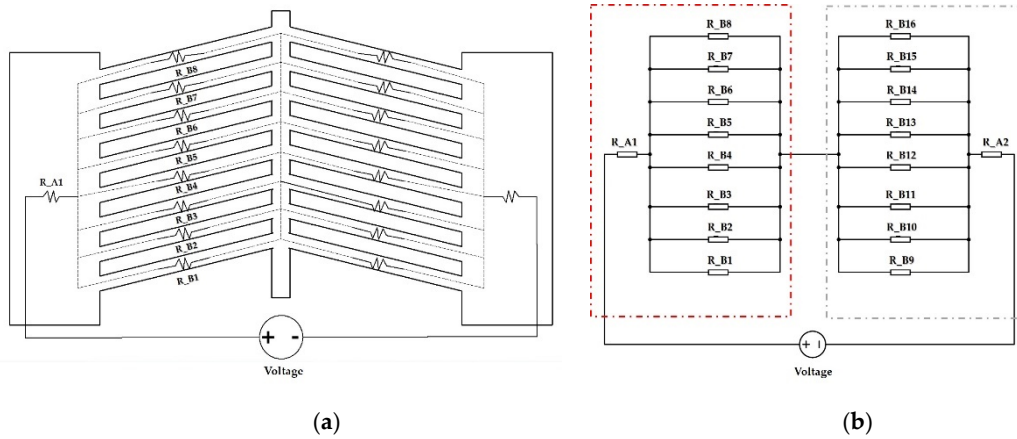 R_B8
R_B7
R_B6
R_B5
R_A1
R_B4
R_B3
R_B2
R_B1
+ -
Voltage
(a)
R_B8
R_B7
R_B6
R_B5
R_A1
R_B4
R_B3
R_B2
R_B1
R_B16
R_B15
R_B14
R_B13
R_B12
R_A2
R_B11
R_B10
R_B9
+ I
Voltage
(b)